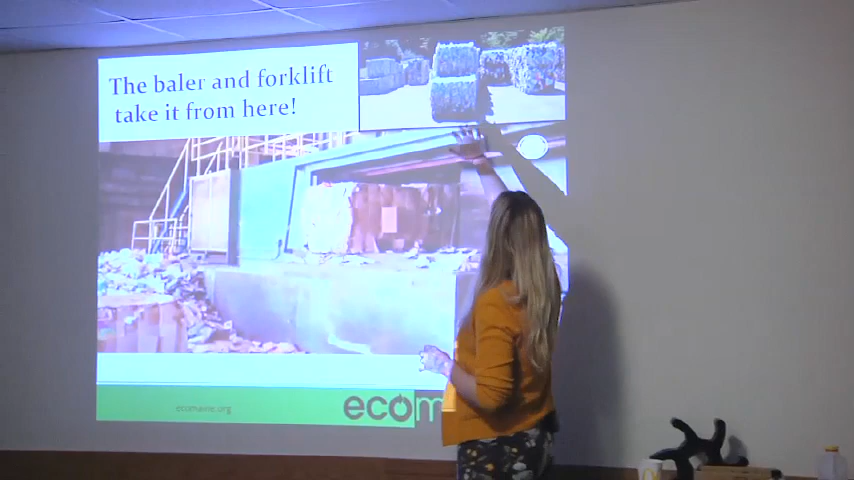 The baler and forklift
take it from here!
ecomaine.org
ecom